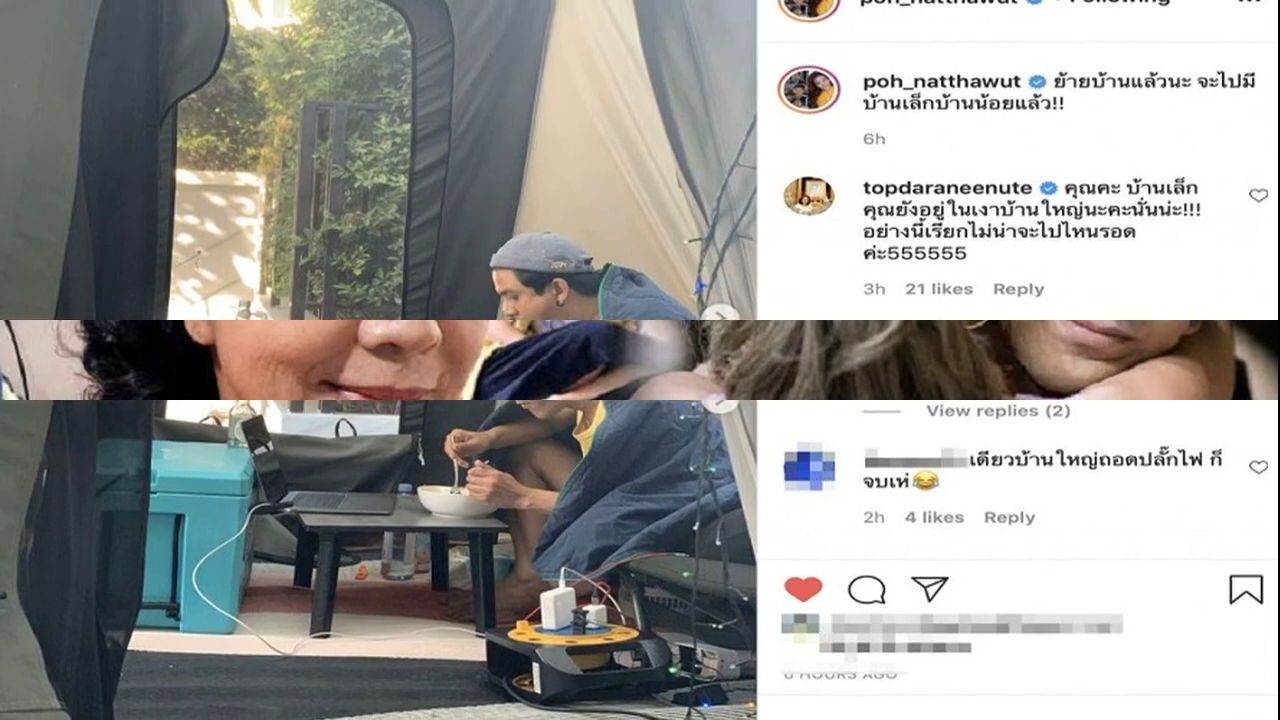 poh_natthawut • Following
poh_natthawut ย้ายบ้านแล้วนะ จะไปมี
บ้านเล็กบ้านน้อยแล้ว!!
6h
topdaraneenute คุณคะ บ้านเล็ก
คุณยังอยู่ในเงาบ้านใหญ่นะคะนั่นน่ะ!!!
อย่างนี้เรียกไม่น่าจะไปไหนรอด
ค่ะ555555
3h 21 likes Reply
View replies (2)
เดียวบ้านใหญ่ถอดปลั๊กไฟ ก็
จบเห่😂
2h 4 likes Reply
6 HOURS AGO